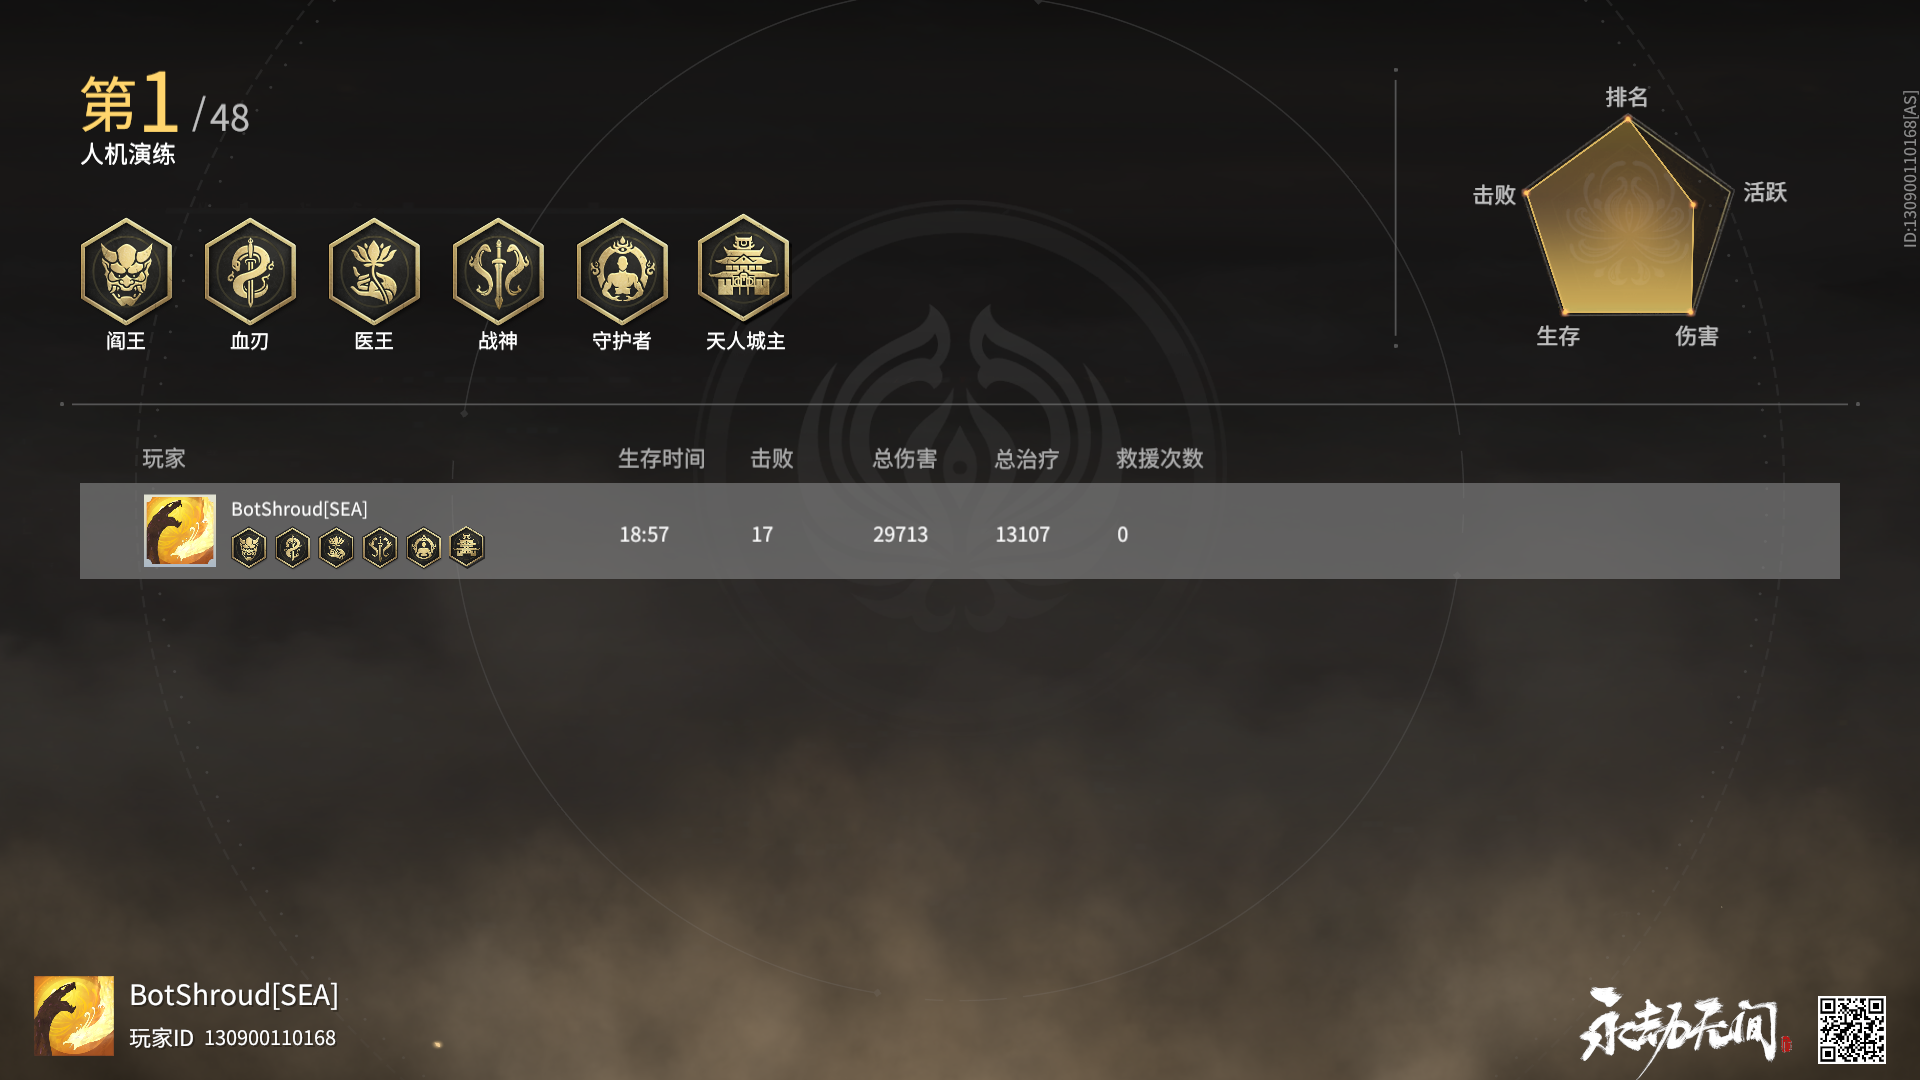 第1/48
人机演练
阎王
血刃
医王
战神
守护者
天人城主
排名
活跃
伤害
生存
击败
ID:130900110168[AS]
玩家 生存时间 击败 总伤害 总治疗 救援次数
BotShroud[SEA]
18:57 17 29713 13107 0
BotShroud[SEA]
玩家ID 130900110168
永劫无间